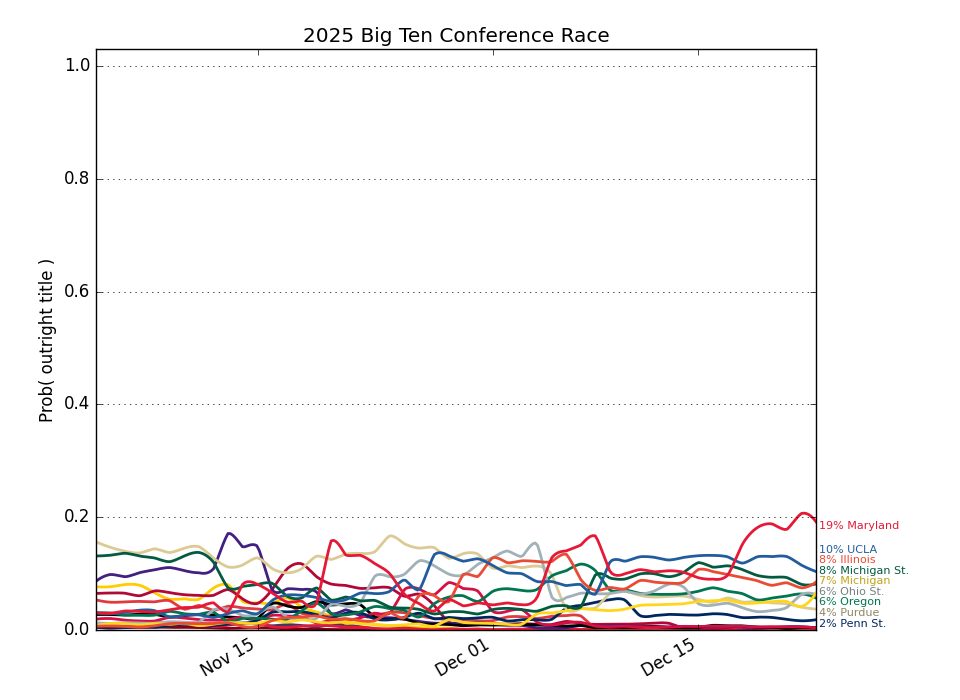 2025 Big Ten Conference Race
1.0
0.8
0.6
0.4
0.2
0.0
Prob( outright title )
Nov 15
Dec 01
Dec 15
19% Maryland
10% UCLA
8% Illinois
8% Michigan St.
7% Michigan
6% Ohio St.
6% Oregon
4% Purdue
2% Penn St.